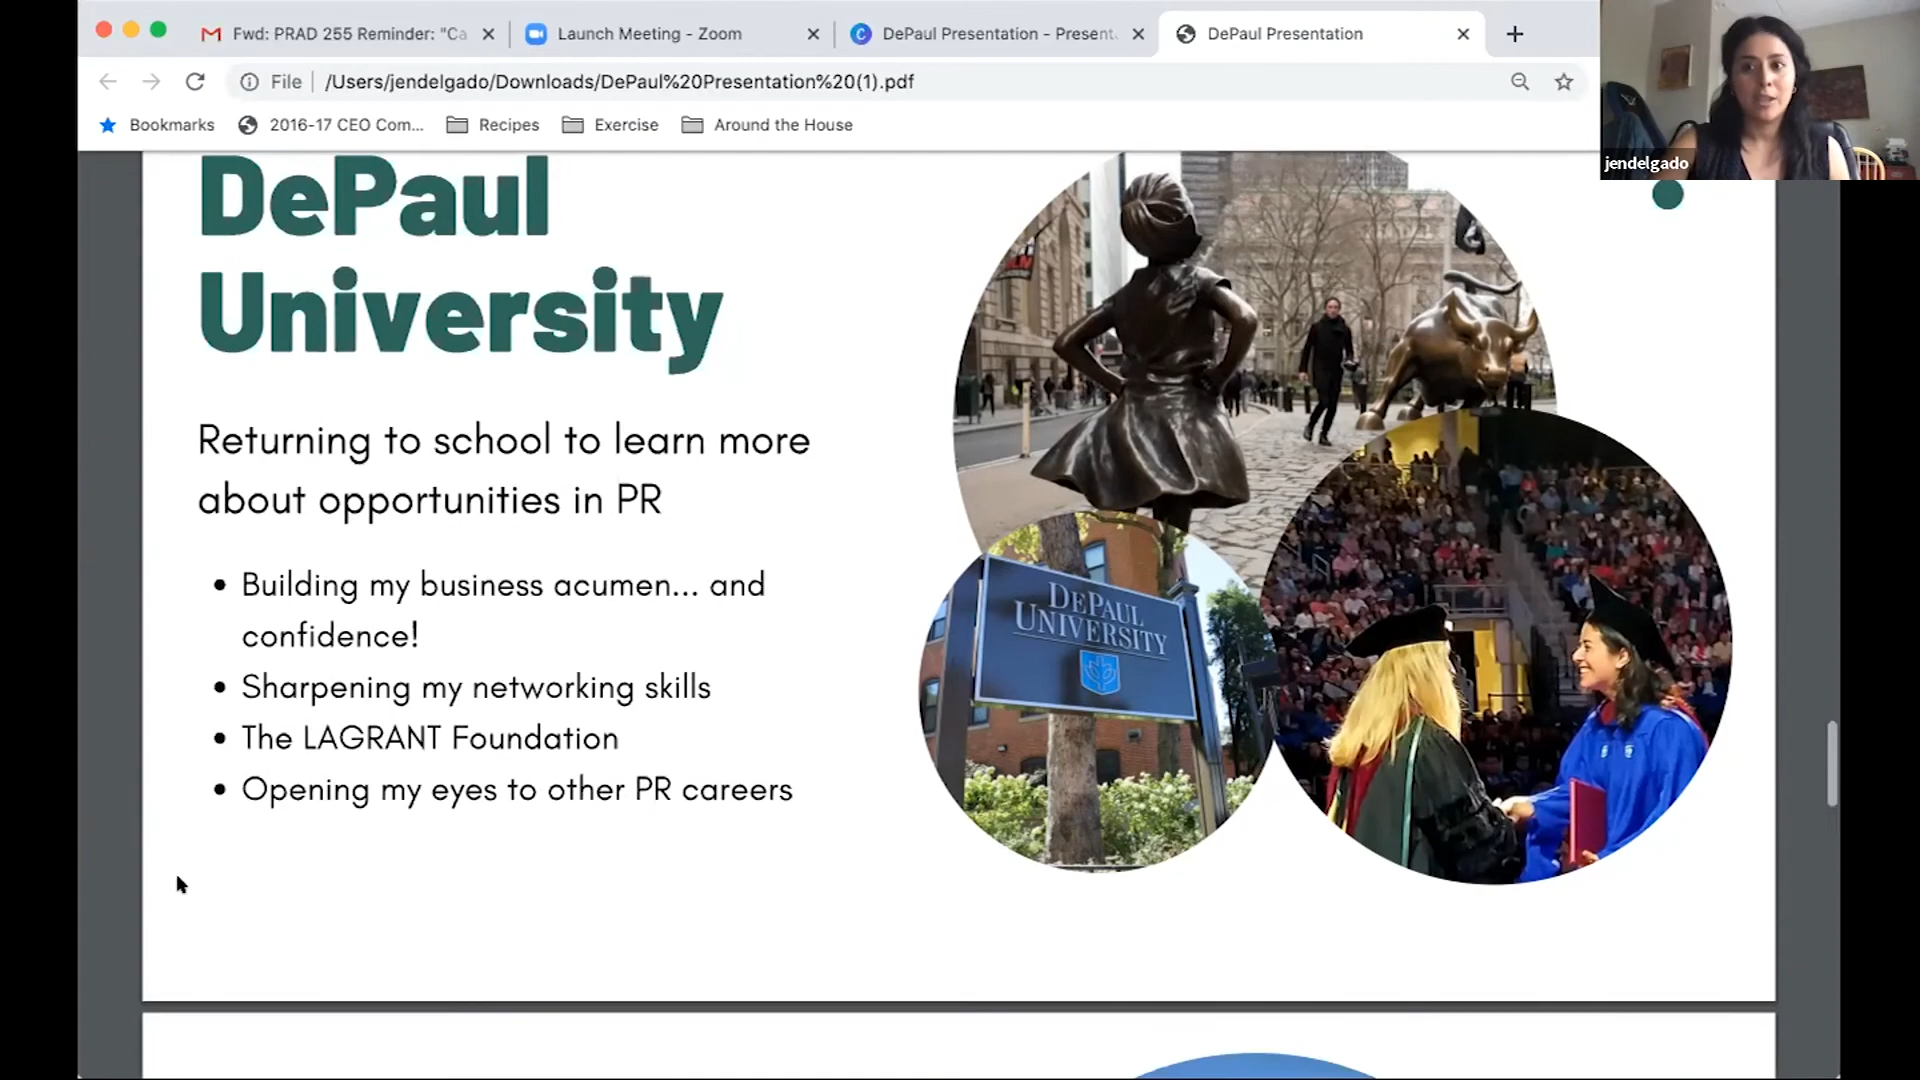 Fwd: PRAD 255 Reminder: "Ca
Launch Meeting - Zoom
DePaul Presentation - Present
DePaul Presentation
File
/Users/jendelgado/Downloads/DePaul%20Presentation%20(1).pdf
Bookmarks
2016-17 CEO Com...
Recipes
Exercise
Around the House
jendelgado
DePaul
University
Returning to school to learn more
about opportunities in PR
• Building my business acumen... and
confidence!
• Sharpening my networking skills
• The LAGRANT Foundation
• Opening my eyes to other PR careers
DEPAUL
UNIVERSITY